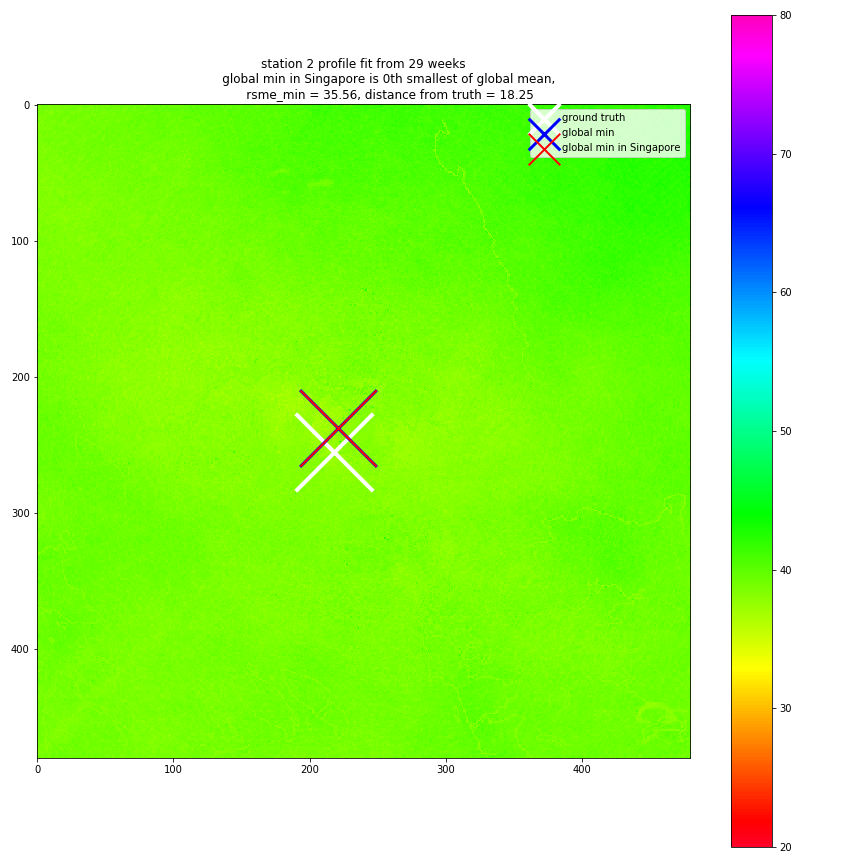 station 2 profile fit from 29 weeks
global min in Singapore is 0th smallest of global mean,
rsme_min = 35.56, distance from truth = 18.25
ground truth
global min
global min in Singapore
0
100
200
300
400
0
100
200
300
400
80
70
60
50
40
30
20